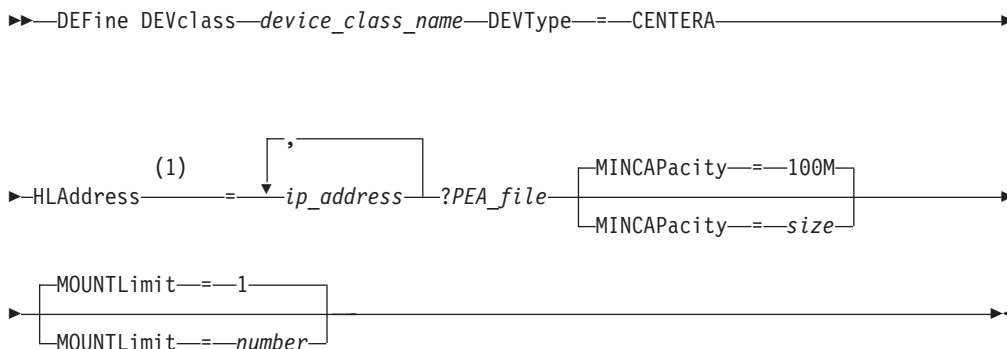 DEFine DEVclass device_class_name DEVType = CENTERA
,
(1)
HLAddress = ip_address ?PEA_file
MINCAPacity = 100M
MINCAPacity = size
MOUNTLimit = 1
MOUNTLimit = number